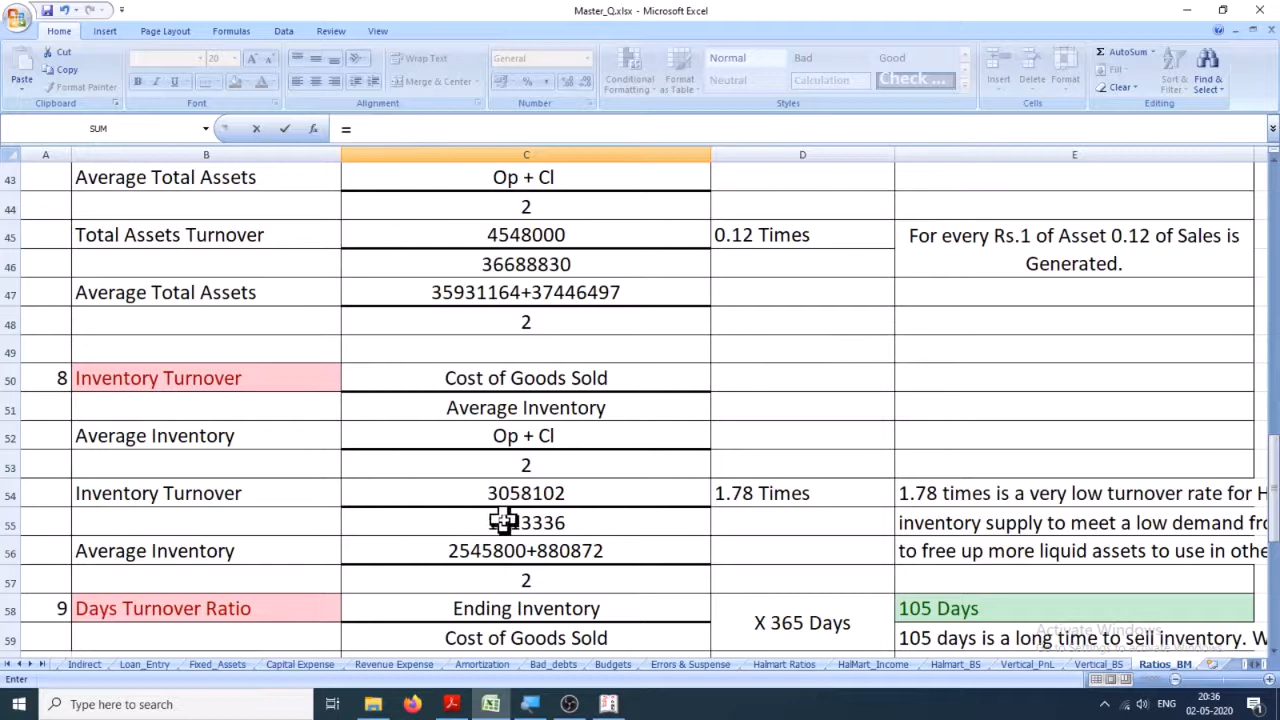 Master_Q.xlsx - Microsoft Excel
Home Insert Page Layout Formulas Data Review View
Paste
Cut
Copy
Format Painter
Clipboard
20
A A
B I U
Font
Wrap Text
Merge & Center
Alignment
General
Number
Conditional Formatting
Format as Table
Normal Bad Good
Neutral Calculation Check ...
Styles
Insert Delete Format
Cells
AutoSum
Fill
Clear
Sort & Filter
Find & Select
Editing
SUM fx =
A B C D E
43 Average Total Assets Op + Cl
44 2
45 Total Assets Turnover 4548000 0.12 Times For every Rs.1 of Asset 0.12 of Sales is
46 36688830 Generated.
47 Average Total Assets 35931164+37446497
48 2
49
50 8 Inventory Turnover Cost of Goods Sold
51 Average Inventory
52 Average Inventory Op + Cl
53 2
54 Inventory Turnover 3058102 1.78 Times 1.78 times is a very low turnover rate for H
55 3336 inventory supply to meet a low demand fro
56 Average Inventory 2545800+880872 to free up more liquid assets to use in othe
57 2
58 9 Days Turnover Ratio Ending Inventory X 365 Days 105 Days
59 Cost of Goods Sold 105 days is a long time to sell inventory. W
Activate Windows
Indirect Loan_Entry Fixed_Assets Capital Expense Revenue Expense Amortization Bad_debts Budgets Errors & Suspense Halmart Ratios HalMart_Income Halmart_BS Vertical_PnL Vertical_BS Ratios_BM
Enter
Type here to search
ENG
20:36
02-05-2020